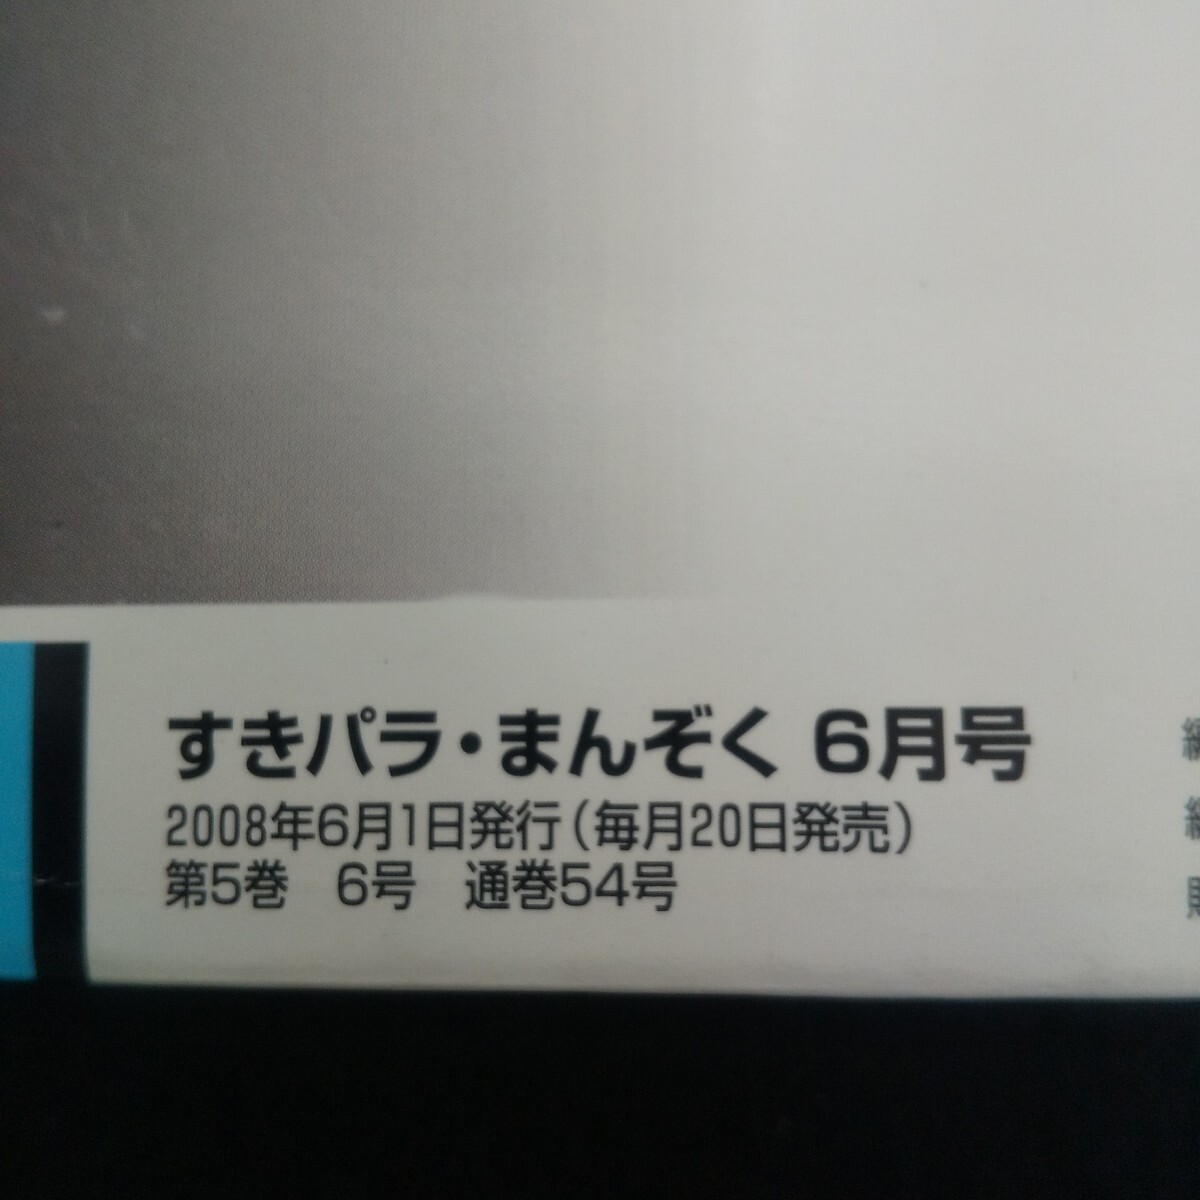 すきパラ・まんぞく 6月号
2008年6月1日発行（毎月20日発売）
第5巻　6号　通巻54号